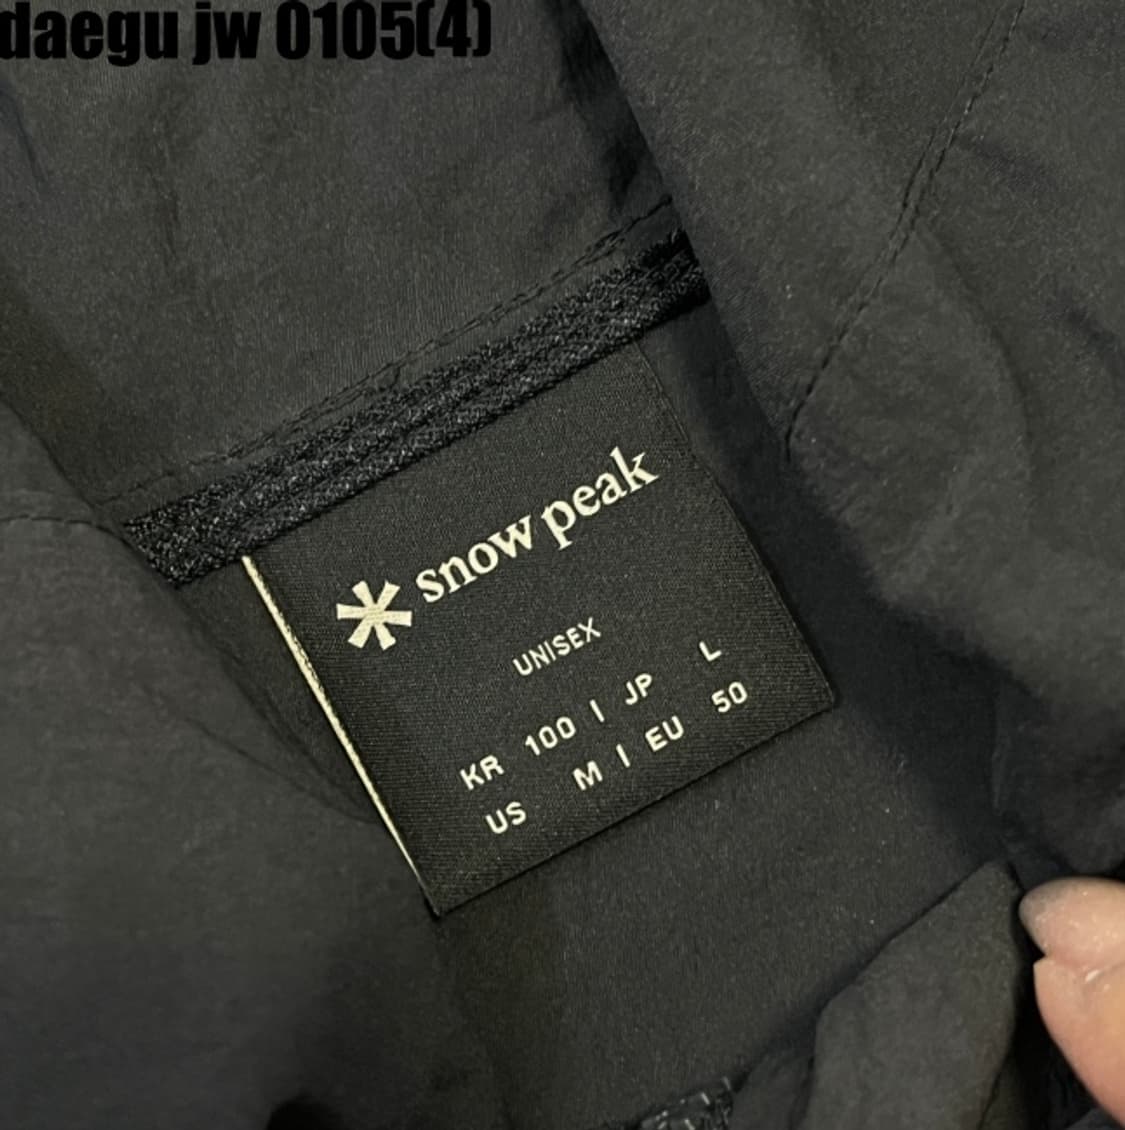 daegu jw 0105(4)
snow peak
UNISEX
KR 100 | JP L
US M | EU 50